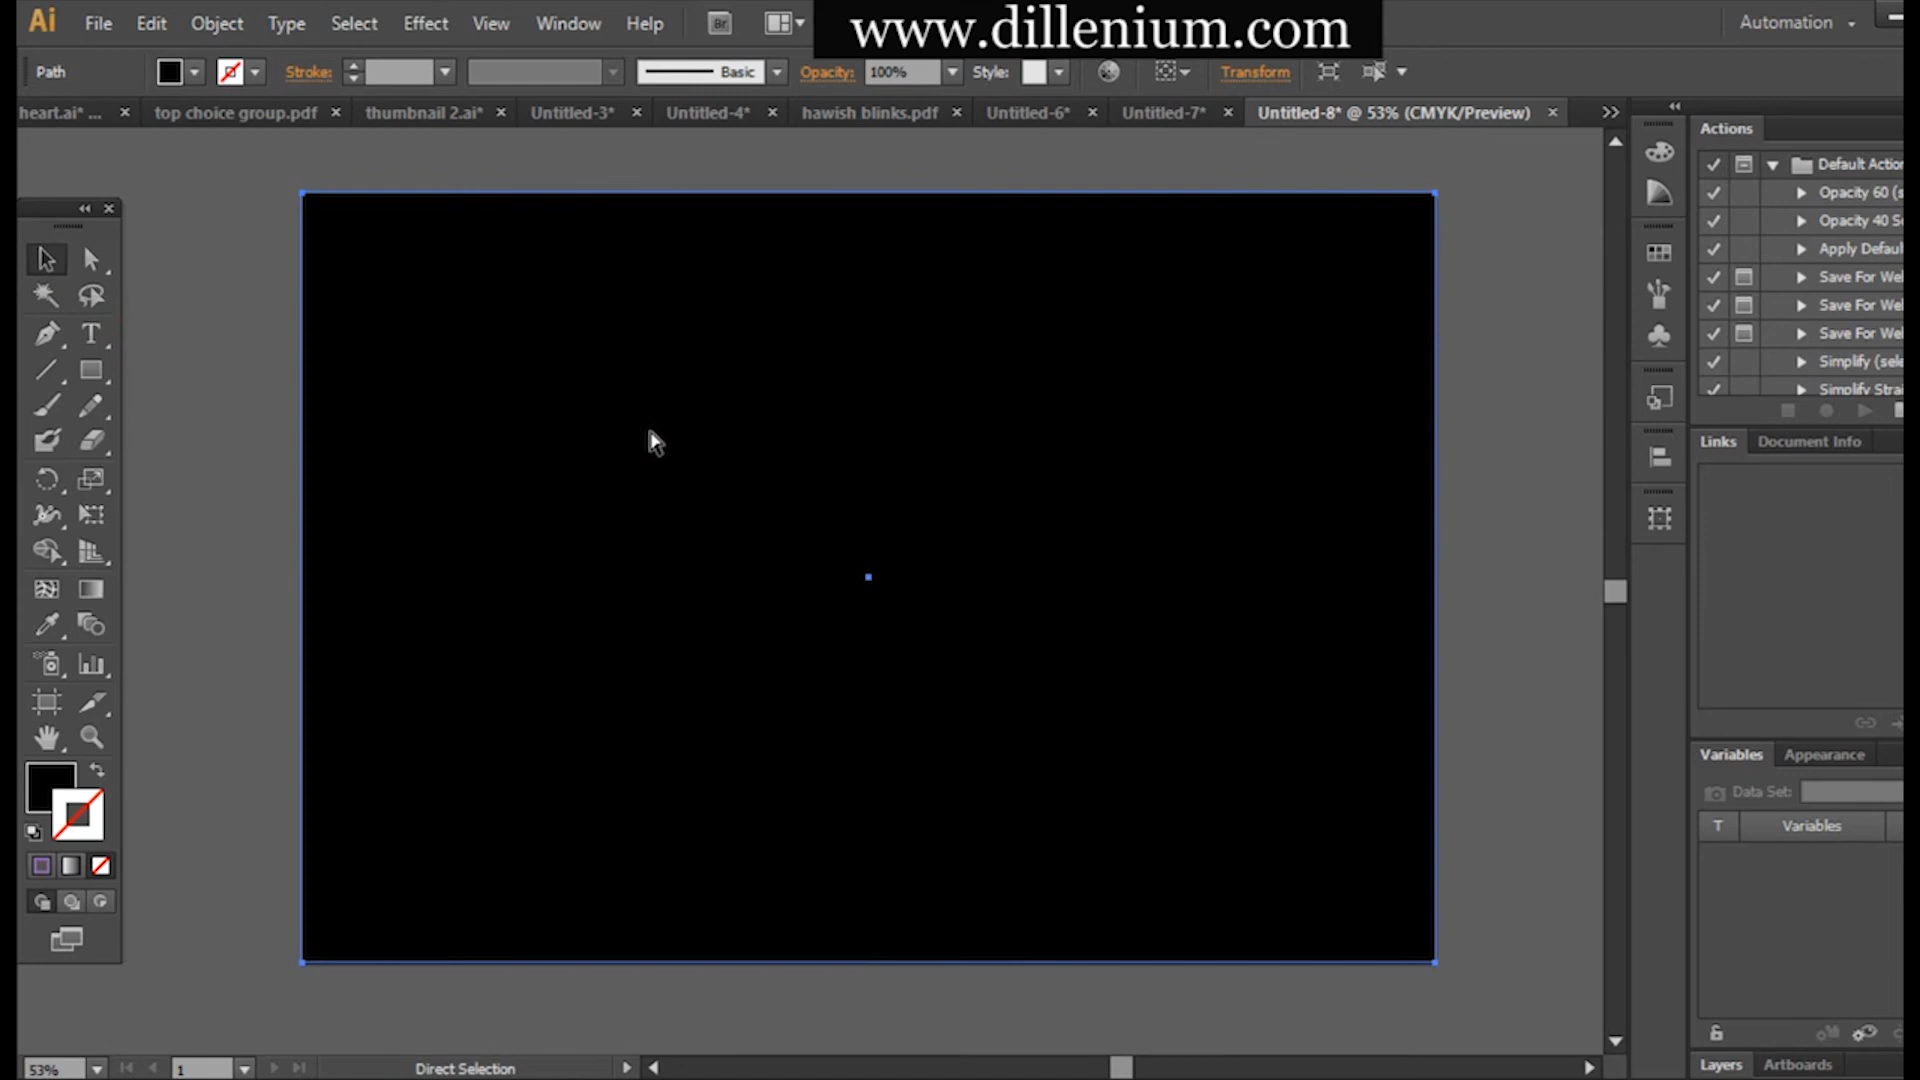 Ai File Edit Object Type Select Effect View Window Help Br www.dillenium.com Automation
Path Stroke: Basic Opacity: 100% Style: Transform
heart.ai* ... × top choice group.pdf × thumbnail 2.ai* × Untitled-3* × Untitled-4* × hawish blinks.pdf × Untitled-6* × Untitled-7* × Untitled-8* @ 53% (CMYK/Preview) ×
Actions
Default Actio
Opacity 60 (s
Opacity 40 Se
Apply Defaul
Save For We
Save For We
Save For We
Simplify (sele
Simplify Strai
Links Document Info
Variables Appearance
Data Set:
T Variables
Layers Artboards
T
53% 1 Direct Selection